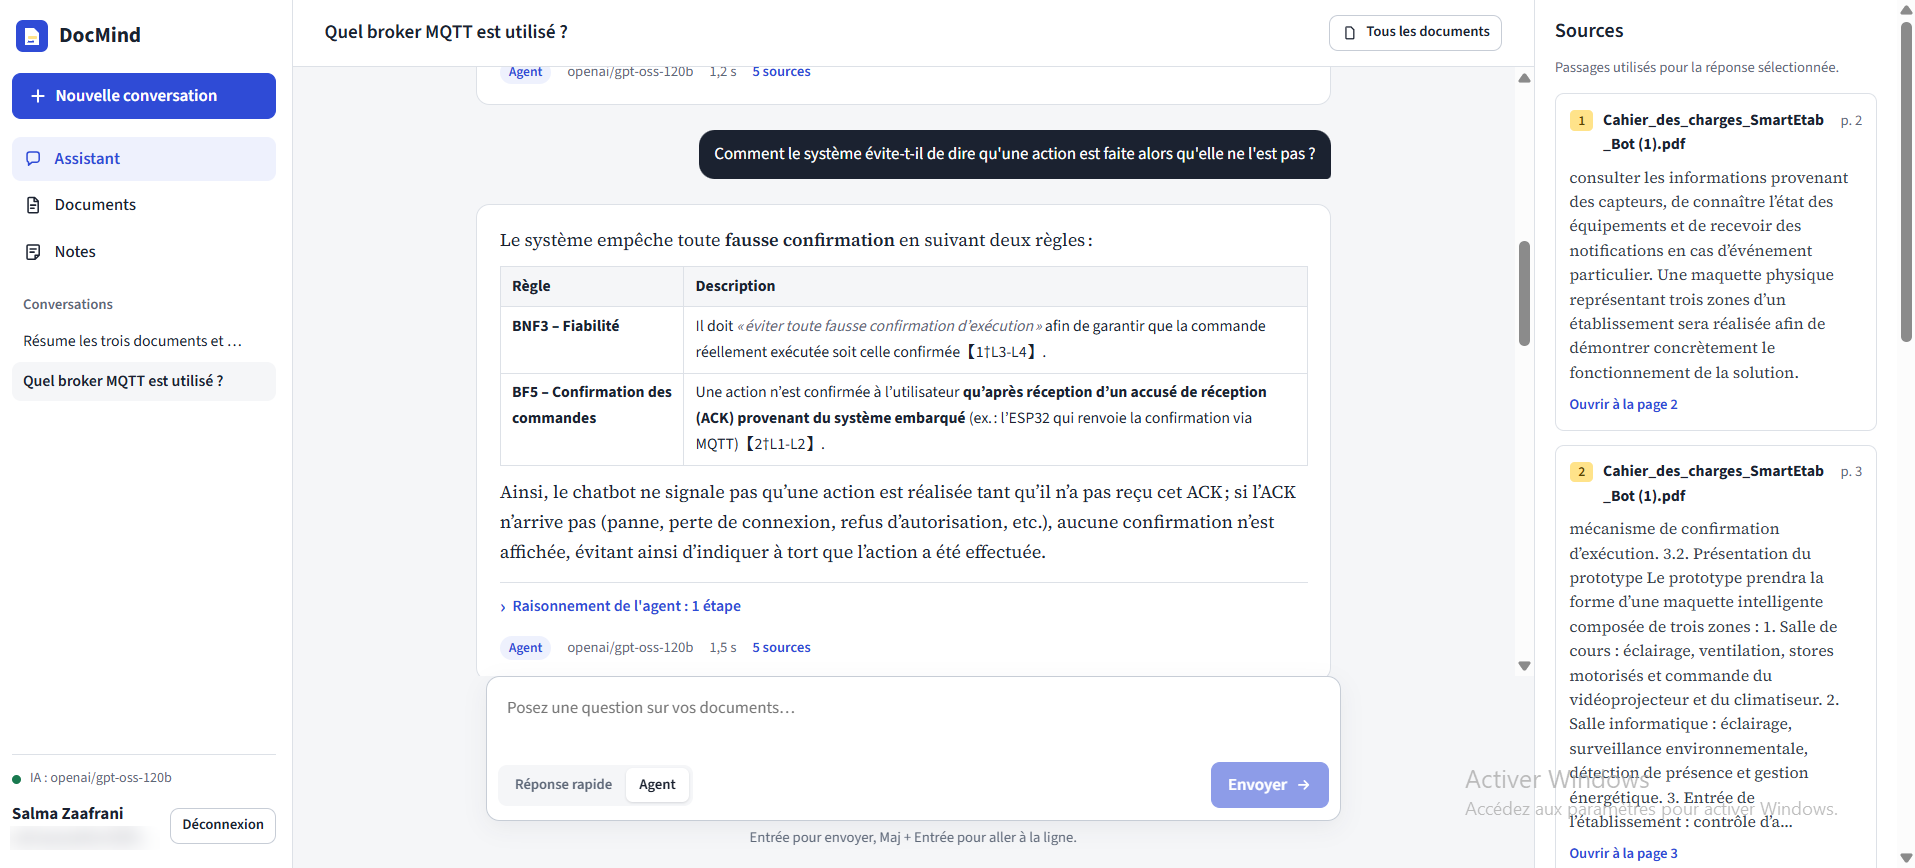 DocMind
Nouvelle conversation
Assistant
Documents
Notes
Conversations
Résume les trois documents et …
Quel broker MQTT est utilisé ?
IA : openai/gpt-oss-120b
Salma Zaafrani
Déconnexion
Quel broker MQTT est utilisé ?
Tous les documents
Agent openai/gpt-oss-120b 1,2 s 5 sources
Comment le système évite-t-il de dire qu'une action est faite alors qu'elle ne l'est pas ?
Le système empêche toute fausse confirmation en suivant deux règles :
Règle Description
BNF3 – Fiabilité
Il doit « éviter toute fausse confirmation d’exécution » afin de garantir que la commande
réellement exécutée soit celle confirmée【1†L3-L4】.
BF5 – Confirmation des
commandes
Une action n’est confirmée à l’utilisateur qu’après réception d’un accusé de réception
(ACK) provenant du système embarqué (ex. : l’ESP32 qui renvoie la confirmation via
MQTT)【2†L1-L2】.
Ainsi, le chatbot ne signale pas qu’une action est réalisée tant qu’il n’a pas reçu cet ACK ; si l’ACK
n’arrive pas (panne, perte de connexion, refus d’autorisation, etc.), aucune confirmation n’est
affichée, évitant ainsi d’indiquer à tort que l’action a été effectuée.
› Raisonnement de l'agent : 1 étape
Agent openai/gpt-oss-120b 1,5 s 5 sources
Posez une question sur vos documents…
Réponse rapide Agent
Envoyer →
Entrée pour envoyer, Maj + Entrée pour aller à la ligne.
Sources
Passages utilisés pour la réponse sélectionnée.
1 Cahier_des_charges_SmartEtab p. 2
_Bot (1).pdf
consulter les informations provenant
des capteurs, de connaître l’état des
équipements et de recevoir des
notifications en cas d’événement
particulier. Une maquette physique
représentant trois zones d’un
établissement sera réalisée afin de
démontrer concrètement le
fonctionnement de la solution.
Ouvrir à la page 2
2 Cahier_des_charges_SmartEtab p. 3
_Bot (1).pdf
mécanisme de confirmation
d’exécution. 3.2. Présentation du
prototype Le prototype prendra la
forme d’une maquette intelligente
composée de trois zones : 1. Salle de
cours : éclairage, ventilation, stores
motorisés et commande du
vidéoprojecteur et du climatiseur. 2.
Salle informatique : éclairage,
surveillance environnementale,
détection de présence et gestion
énergétique. 3. Entrée de
l’établissement : contrôle d’a…
Ouvrir à la page 3
Activer Windows
Accédez aux paramètres pour activer Windows.